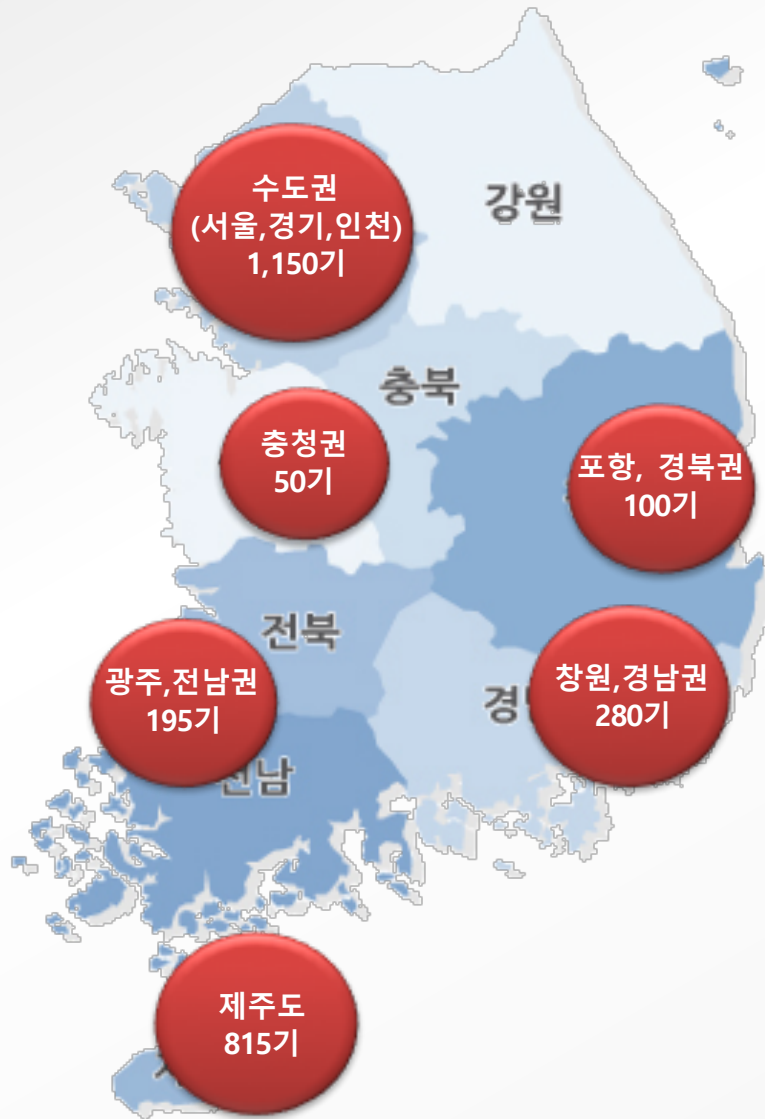 강원
수도권
(서울,경기,인천)
1,150기
충북
충청권
50기
포항, 경북권
100기
전북
광주,전남권
195기
창원,경남권
280기
전남
제주도
815기